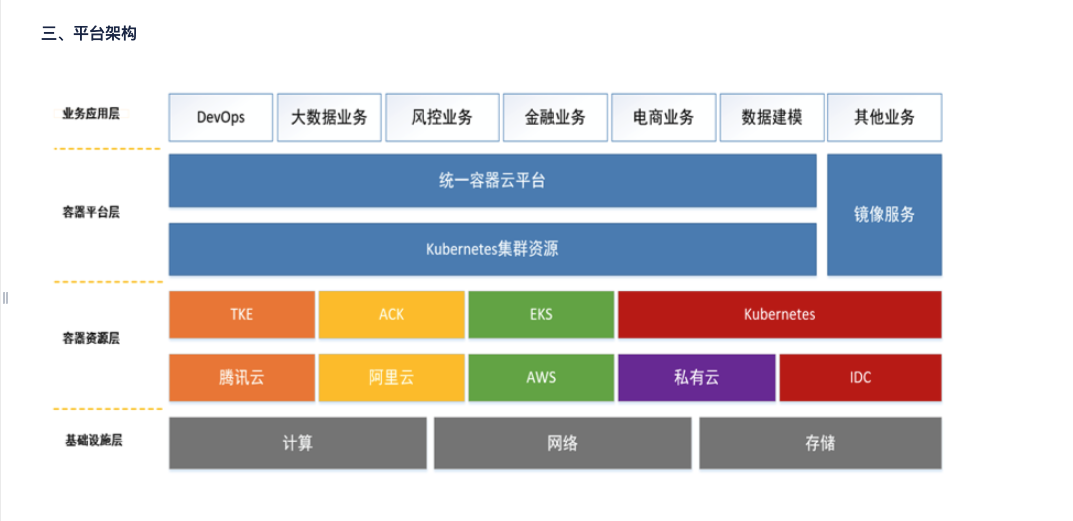 三、平台架构
业务应用层
DevOps
大数据业务
风控业务
金融业务
电商业务
数据建模
其他业务
容器平台层
统一容器云平台
镜像服务
Kubernetes集群资源
容器资源层
TKE
ACK
EKS
Kubernetes
腾讯云
阿里云
AWS
私有云
IDC
基础设施层
计算
网络
存储